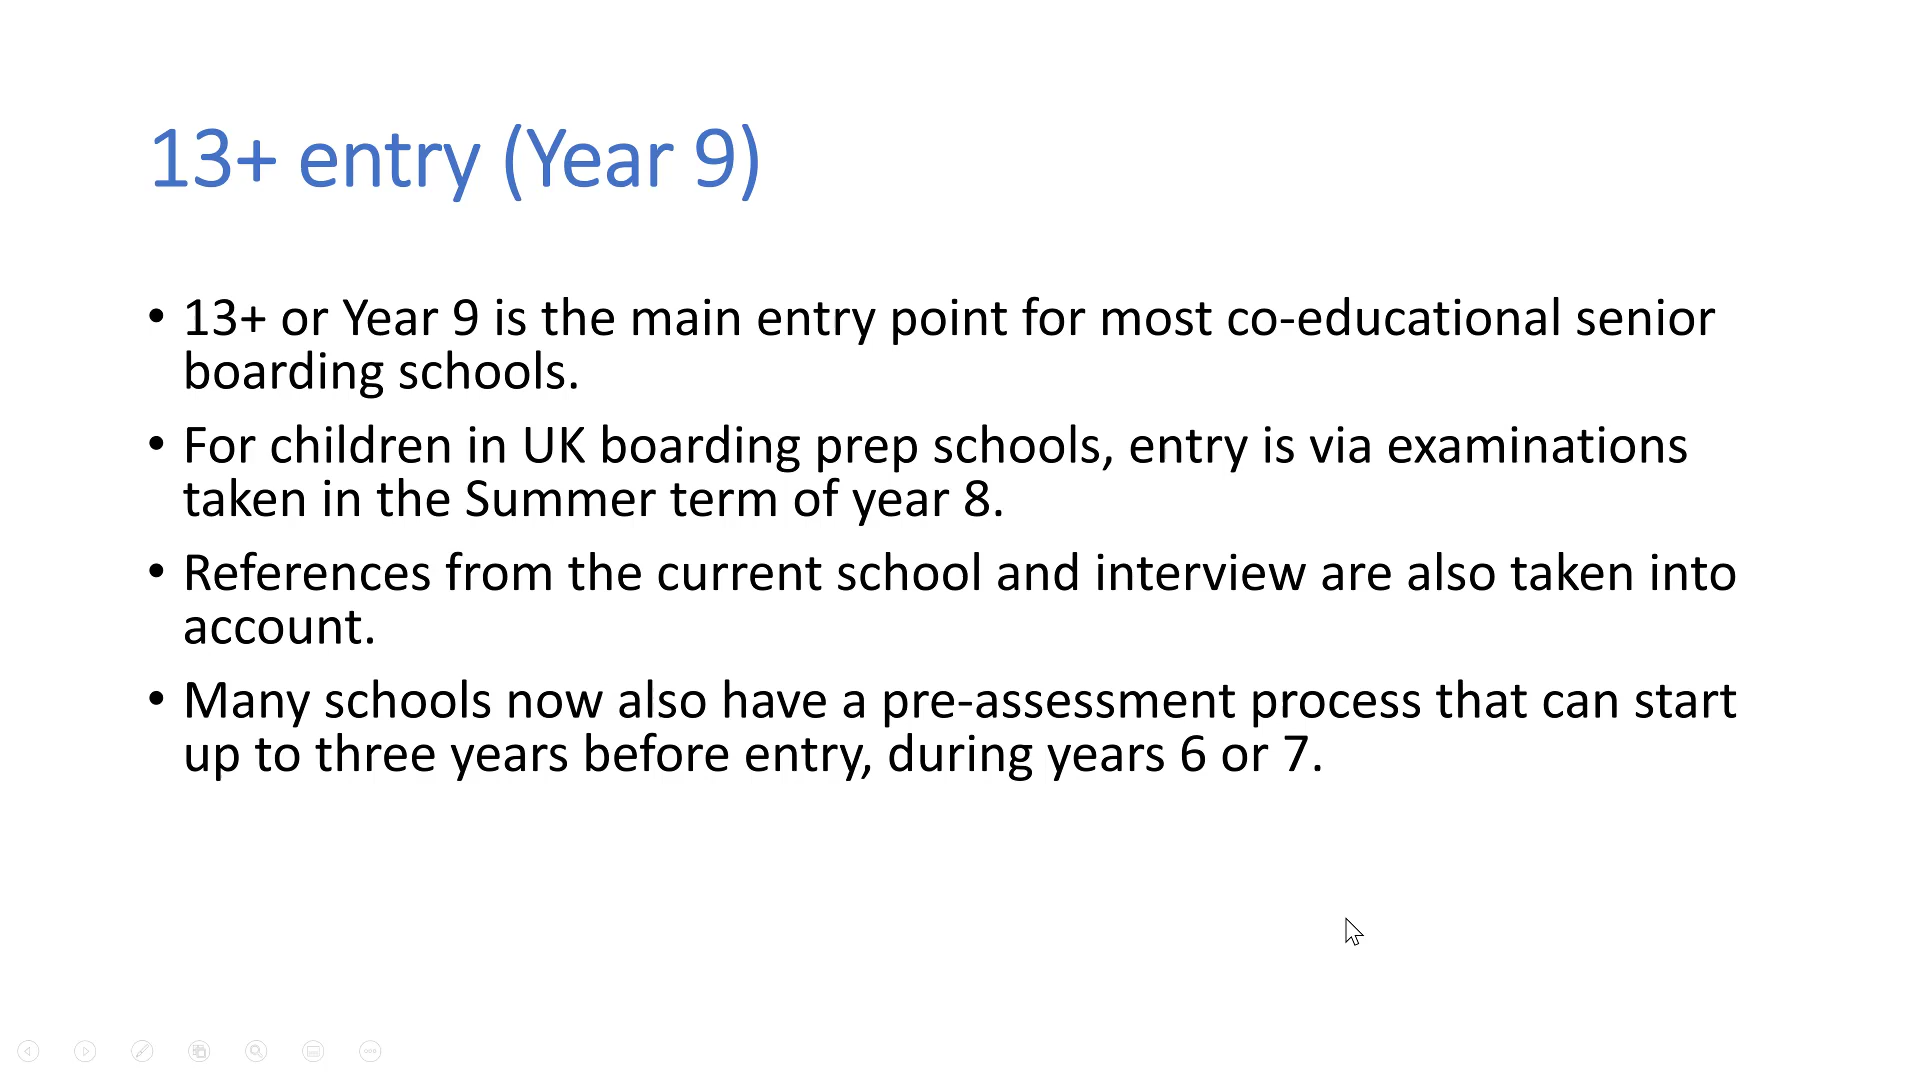 13+ entry (Year 9)
• 13+ or Year 9 is the main entry point for most co-educational senior
boarding schools.
• For children in UK boarding prep schools, entry is via examinations
taken in the Summer term of year 8.
• References from the current school and interview are also taken into
account.
• Many schools now also have a pre-assessment process that can start
up to three years before entry, during years 6 or 7.